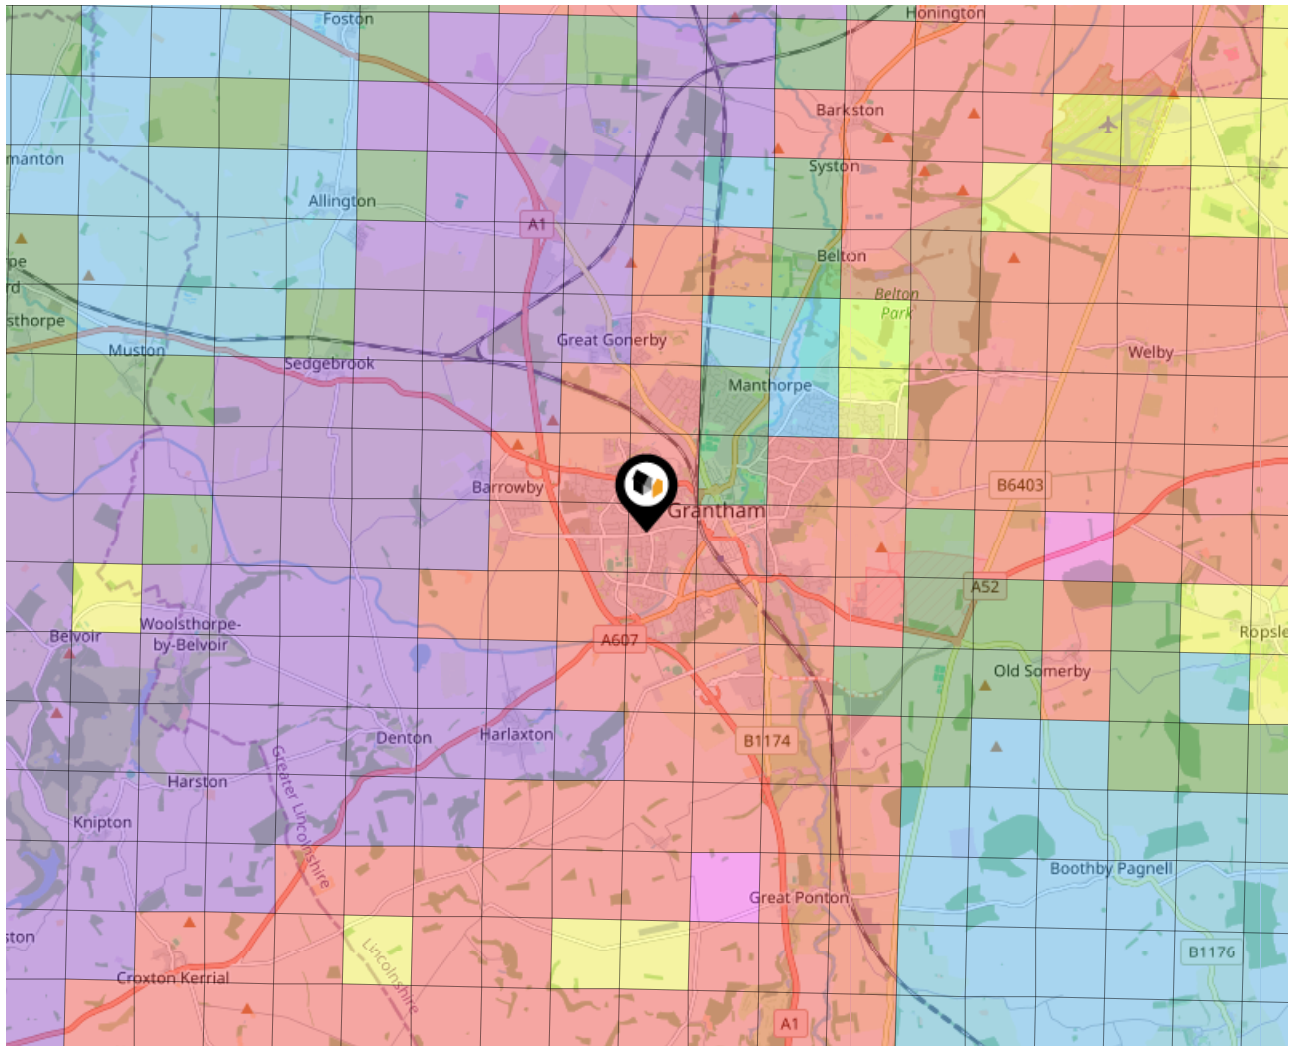 Foston
Honington
Barkston
manton
Syston
Allington
A1
Belton
pe
rd
Belton
Park
sthorpe
Great Gonerby
Muston
Sedgebrook
Welby
Manthorpe
Barrowby
B6403
Grantham
A52
Woolsthorpe-
by-Belvoir
Belvoir
A607
Ropsle
Old Somerby
Denton
Harlaxton
B1174
Greater Lincolnshire
Harston
Knipton
Boothby Pagnell
Great Ponton
ston
Lincolnshire
B1176
Croxton Kerrial
A1